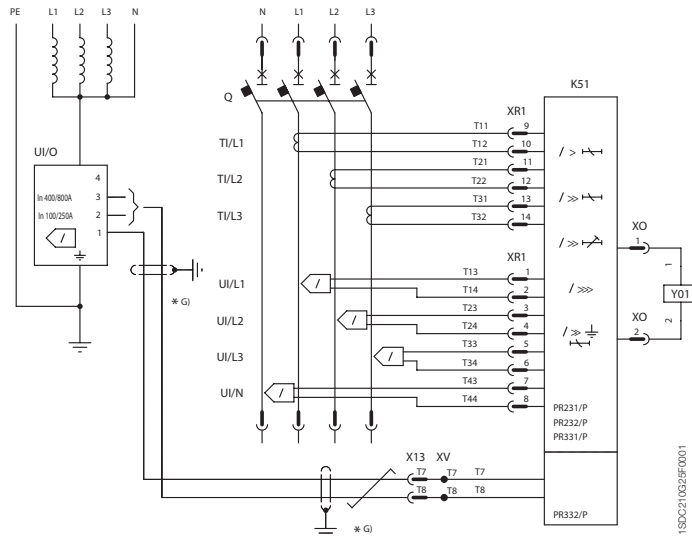 PE L1 L2 L3 N N L1 L2 L3
Q
K51
XR1
TI/L1 T11 9
T12 10
TI/L2 T21 11
T22 12
TI/L3 T31 13
T32 14
/ >
/ >>
/ >>
/ >>>
/ >>
UI/O
4
In 400/800A 3
In 100/250A 2
1
/
* G)
XR1
UI/L1 / T13 1
T14 2
UI/L2 / T23 3
T24 4
UI/L3 / T33 5
T34 6
UI/N / T43 7
T44 8
XO
1
1
Y01
2
XO
2
PR231/P
PR232/P
PR331/P
X13 XV
T7 T7 T7
T8 T8 T8
* G)
PR332/P
1SDC210G25F0001